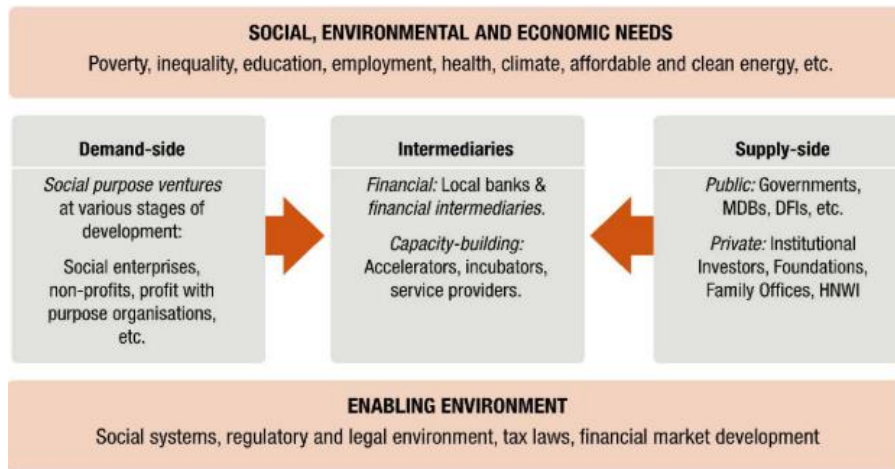 SOCIAL, ENVIRONMENTAL AND ECONOMIC NEEDS
Poverty, inequality, education, employment, health, climate, affordable and clean energy, etc.
Demand-side
Social purpose ventures
at various stages of
development:
Social enterprises,
non-profits, profit with
purpose organisations,
etc.
Intermediaries
Financial: Local banks &
financial intermediaries.
Capacity-building:
Accelerators, incubators,
service providers.
Supply-side
Public: Governments,
MDBs, DFIs, etc.
Private: Institutional
Investors, Foundations,
Family Offices, HNWI
ENABLING ENVIRONMENT
Social systems, regulatory and legal environment, tax laws, financial market development